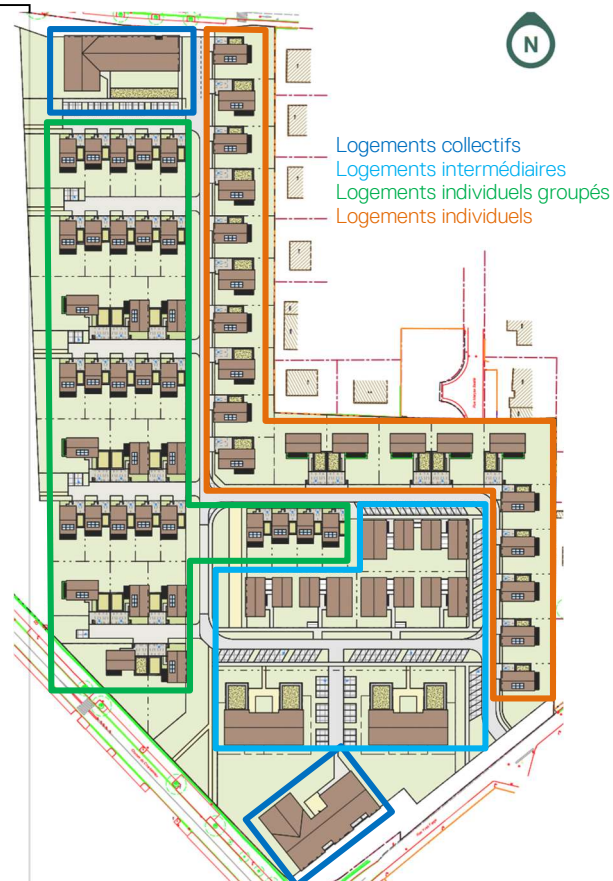 N
Logements collectifs
Logements intermédiaires
Logements individuels groupés
Logements individuels